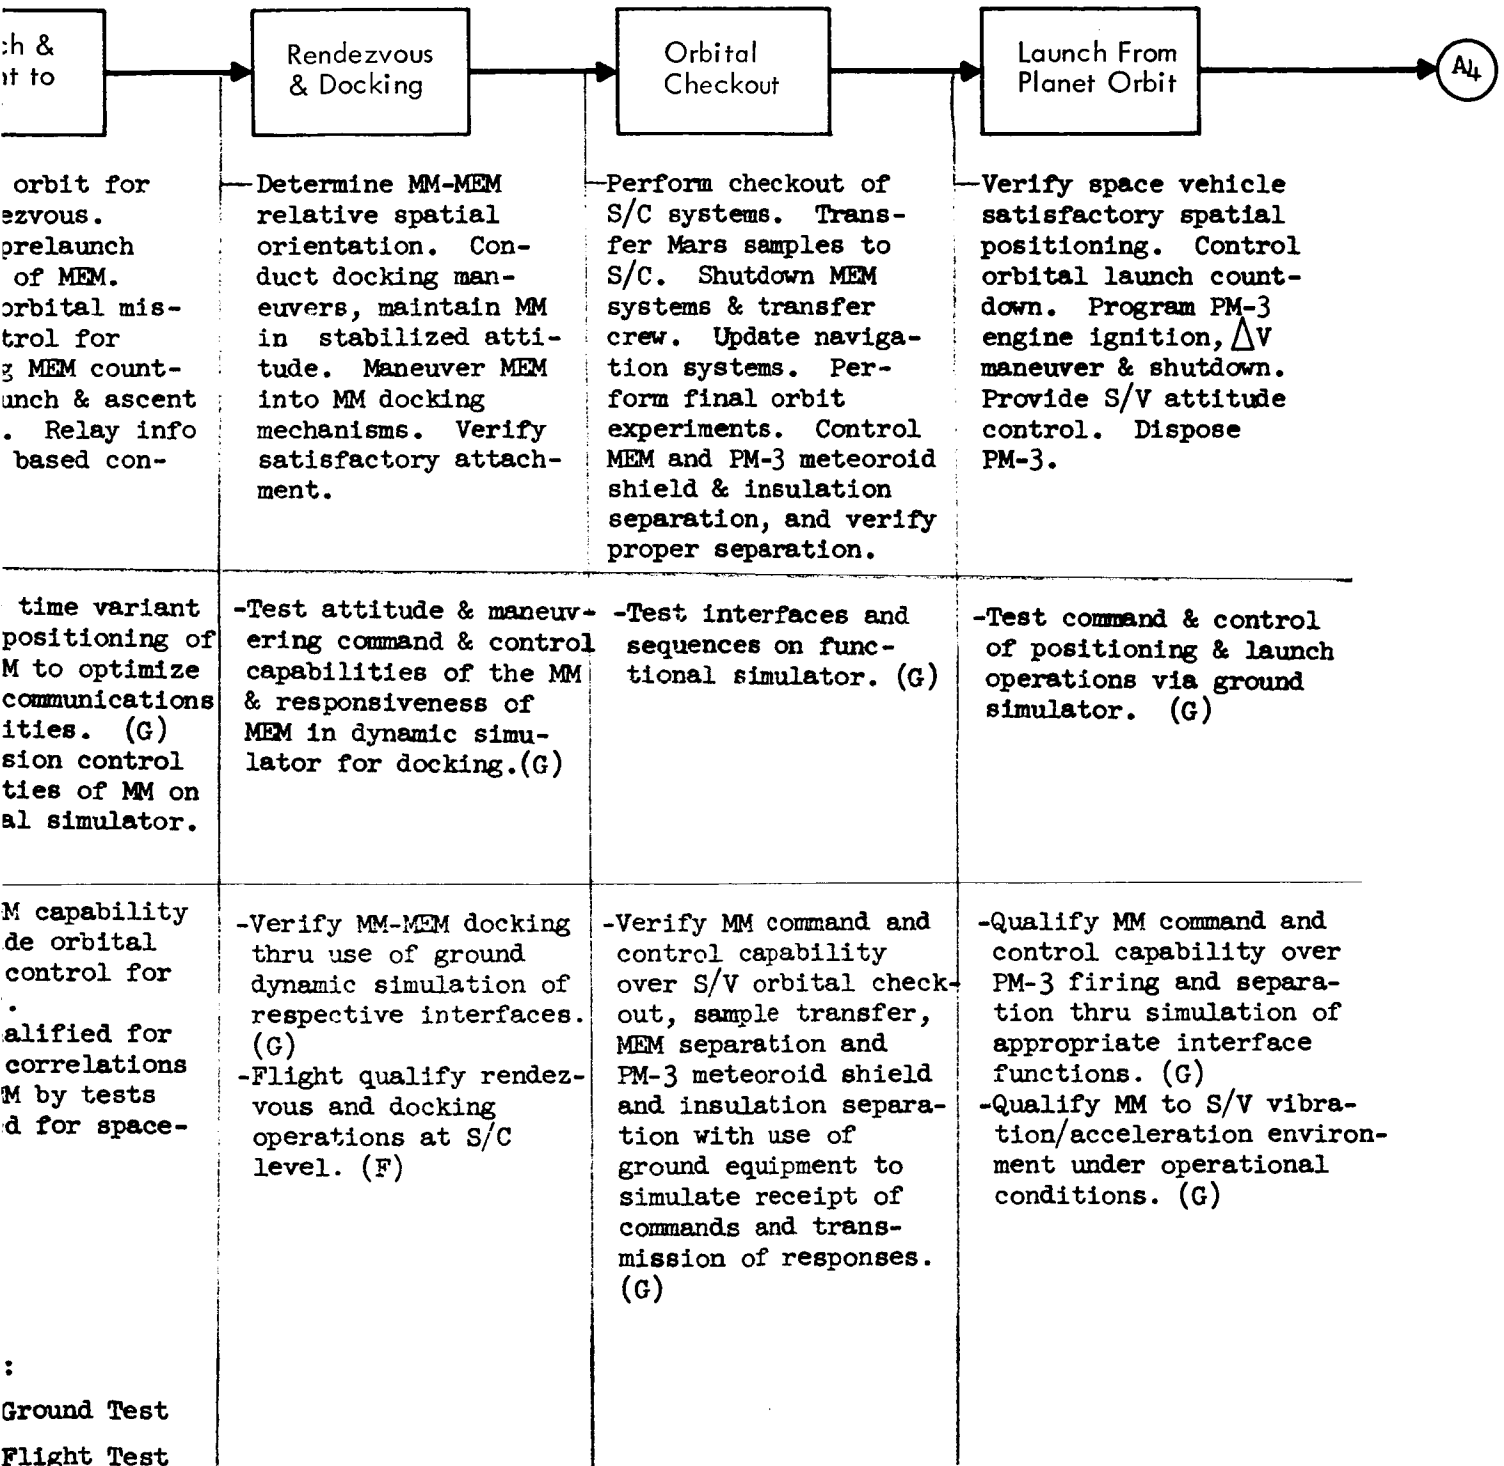 ch &
nt to
Rendezvous
& Docking
Orbital
Checkout
Launch From
Planet Orbit
A4
orbit for
ezvous.
prelaunch
of MEM.
orbital mis-
trol for
g MEM count-
unch & ascent
. Relay info
based con-
-Determine MM-MEM
relative spatial
orientation. Con-
duct docking man-
euvers, maintain MM
in stabilized atti-
tude. Maneuver MEM
into MM docking
mechanisms. Verify
satisfactory attach-
ment.
-Perform checkout of
S/C systems. Trans-
fer Mars samples to
S/C. Shutdown MEM
systems & transfer
crew. Update naviga-
tion systems. Per-
form final orbit
experiments. Control
MEM and PM-3 meteoroid
shield & insulation
separation, and verify
proper separation.
-Verify space vehicle
satisfactory spatial
positioning. Control
orbital launch count-
down. Program PM-3
engine ignition, ΔV
maneuver & shutdown.
Provide S/V attitude
control. Dispose
PM-3.
time variant
positioning of
M to optimize
communications
ities. (G)
sion control
ties of MM on
al simulator.
-Test attitude & maneuv-
ering command & control
capabilities of the MM
& responsiveness of
MEM in dynamic simu-
lator for docking.(G)
-Test interfaces and
sequences on func-
tional simulator. (G)
-Test command & control
of positioning & launch
operations via ground
simulator. (G)
M capability
de orbital
control for
.
alified for
correlations
M by tests
d for space-
-Verify MM-MEM docking
thru use of ground
dynamic simulation of
respective interfaces.
(G)
-Flight qualify rendez-
vous and docking
operations at S/C
level. (F)
-Verify MM command and
control capability
over S/V orbital check-
out, sample transfer,
MEM separation and
PM-3 meteoroid shield
and insulation separa-
tion with use of
ground equipment to
simulate receipt of
commands and trans-
mission of responses.
(G)
-Qualify MM command and
control capability over
PM-3 firing and separa-
tion thru simulation of
appropriate interface
functions. (G)
-Qualify MM to S/V vibra-
tion/acceleration environ-
ment under operational
conditions. (G)
:
Ground Test
Flight Test